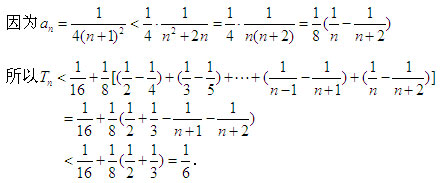 因为 $a_n = \frac{1}{4(n+1)^2} < \frac{1}{4} \cdot \frac{1}{n^2+2n} = \frac{1}{4} \cdot \frac{1}{n(n+2)} = \frac{1}{8}(\frac{1}{n} - \frac{1}{n+2})$
所以 $T_n < \frac{1}{16} + \frac{1}{8}[(\frac{1}{2} - \frac{1}{4}) + (\frac{1}{3} - \frac{1}{5}) + \cdots + (\frac{1}{n-1} - \frac{1}{n+1}) + (\frac{1}{n} - \frac{1}{n+2})]$
$= \frac{1}{16} + \frac{1}{8}(\frac{1}{2} + \frac{1}{3} - \frac{1}{n+1} - \frac{1}{n+2})$
$< \frac{1}{16} + \frac{1}{8}(\frac{1}{2} + \frac{1}{3}) = \frac{1}{6}.$